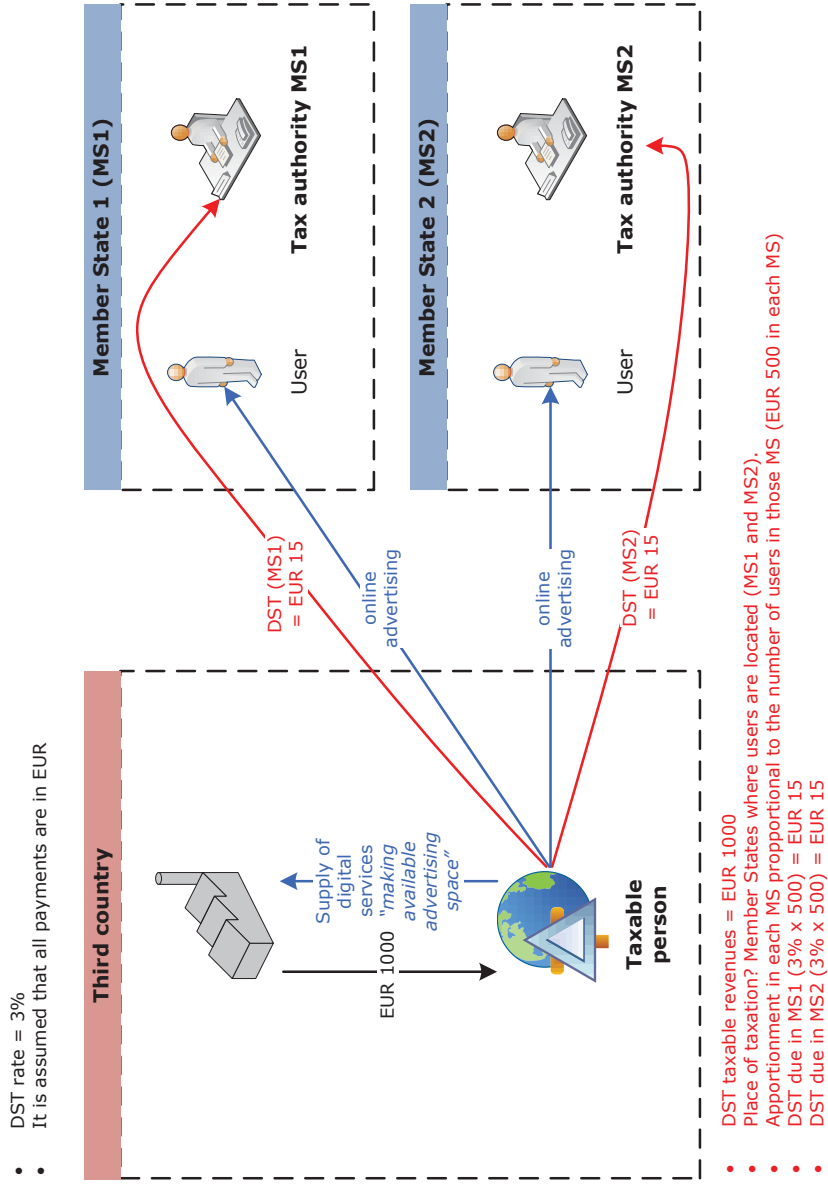 • DST rate = 3%
• It is assumed that all payments are in EUR
Third country
Supply of
digital
services
“making
available
advertising
space”
EUR 1000
Taxable
person
DST (MS1)
= EUR 15
online
advertising
online
advertising
DST (MS2)
= EUR 15
Member State 1 (MS1)
User
Tax authority MS1
Member State 2 (MS2)
User
Tax authority MS2
• DST taxable revenues = EUR 1000
• Place of taxation? Member States where users are located (MS1 and MS2).
• Apportionment in each MS propportional to the number of users in those MS (EUR 500 in each MS)
• DST due in MS1 (3% x 500) = EUR 15
• DST due in MS2 (3% x 500) = EUR 15